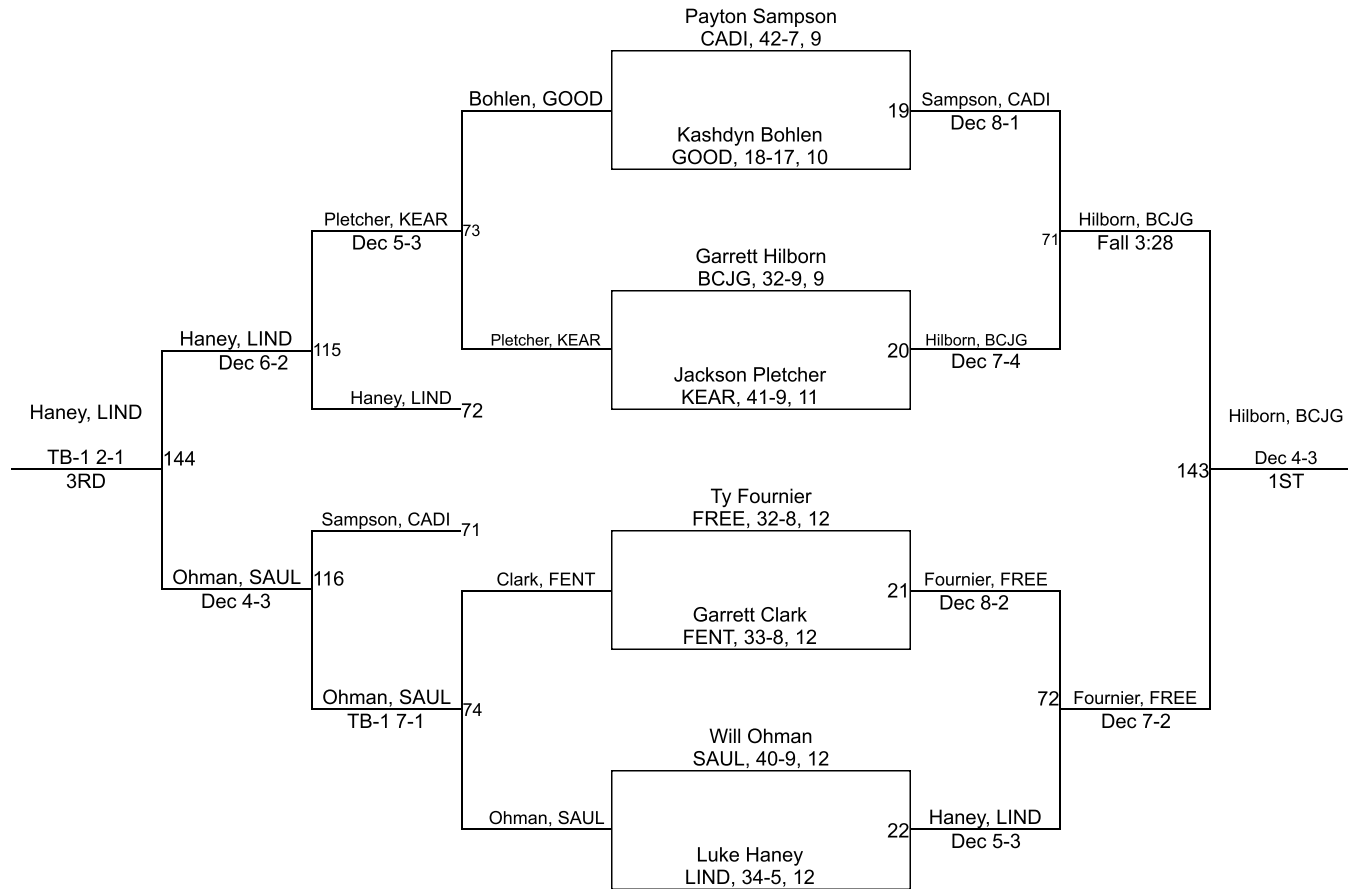 Payton Sampson
CADI, 42-7, 9
Bohlen, GOOD
19
Sampson, CADI
Dec 8-1
Kashdyn Bohlen
GOOD, 18-17, 10
Pletcher, KEAR
Dec 5-3
73
71
Hilborn, BCJG
Fall 3:28
Garrett Hilborn
BCJG, 32-9, 9
Haney, LIND
Dec 6-2
115
Pletcher, KEAR
20
Hilborn, BCJG
Dec 7-4
Jackson Pletcher
KEAR, 41-9, 11
Haney, LIND
72
Haney, LIND
TB-1 2-1
3RD
144
Hilborn, BCJG
143
Dec 4-3
1ST
Ty Fournier
FREE, 32-8, 12
Sampson, CADI
71
Ohman, SAUL
Dec 4-3
116
Clark, FENT
21
Fournier, FREE
Dec 8-2
Garrett Clark
FENT, 33-8, 12
Ohman, SAUL
TB-1 7-1
74
72
Fournier, FREE
Dec 7-2
Will Ohman
SAUL, 40-9, 12
Ohman, SAUL
22
Haney, LIND
Dec 5-3
Luke Haney
LIND, 34-5, 12